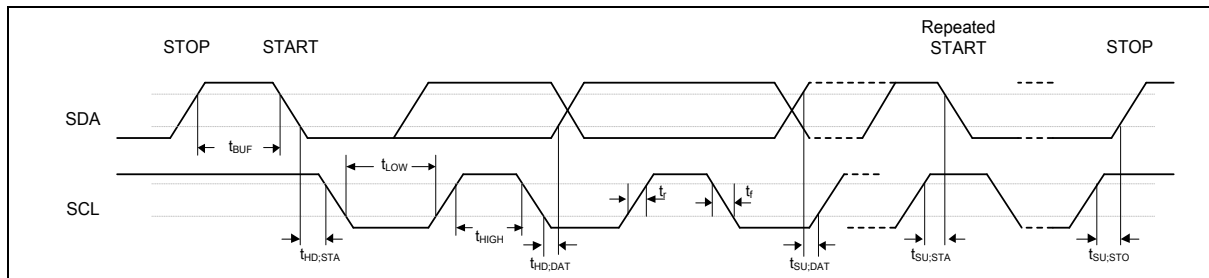 STOP
START
Repeated
START
STOP
SDA
tBUF
tLOW
SCL
tr
tf
tHIGH
tHD;STA
tHD;DAT
tSU;DAT
tSU;STA
tSU;STO